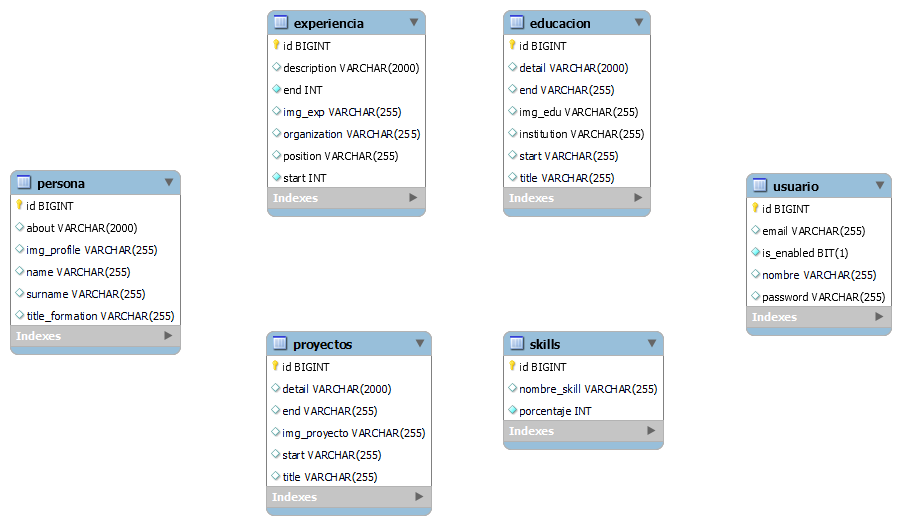 experiencia
id BIGINT
description VARCHAR(2000)
end INT
img_exp VARCHAR(255)
organization VARCHAR(255)
position VARCHAR(255)
start INT
Indexes
educacion
id BIGINT
detail VARCHAR(2000)
end VARCHAR(255)
img_edu VARCHAR(255)
institution VARCHAR(255)
start VARCHAR(255)
title VARCHAR(255)
Indexes
persona
id BIGINT
about VARCHAR(2000)
img_profile VARCHAR(255)
name VARCHAR(255)
surname VARCHAR(255)
title_formation VARCHAR(255)
Indexes
usuario
id BIGINT
email VARCHAR(255)
is_enabled BIT(1)
nombre VARCHAR(255)
password VARCHAR(255)
Indexes
proyectos
id BIGINT
detail VARCHAR(2000)
end VARCHAR(255)
img_proyecto VARCHAR(255)
start VARCHAR(255)
title VARCHAR(255)
Indexes
skills
id BIGINT
nombre_skill VARCHAR(255)
porcentaje INT
Indexes